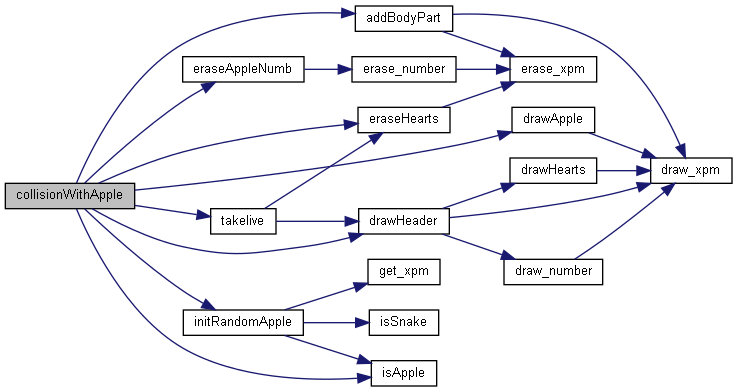 addBodyPart
eraseAppleNumb
erase_number
erase_xpm
eraseHearts
drawApple
drawHearts
draw_xpm
collisionWithApple
takelive
drawHeader
draw_number
get_xpm
initRandomApple
isSnake
isApple